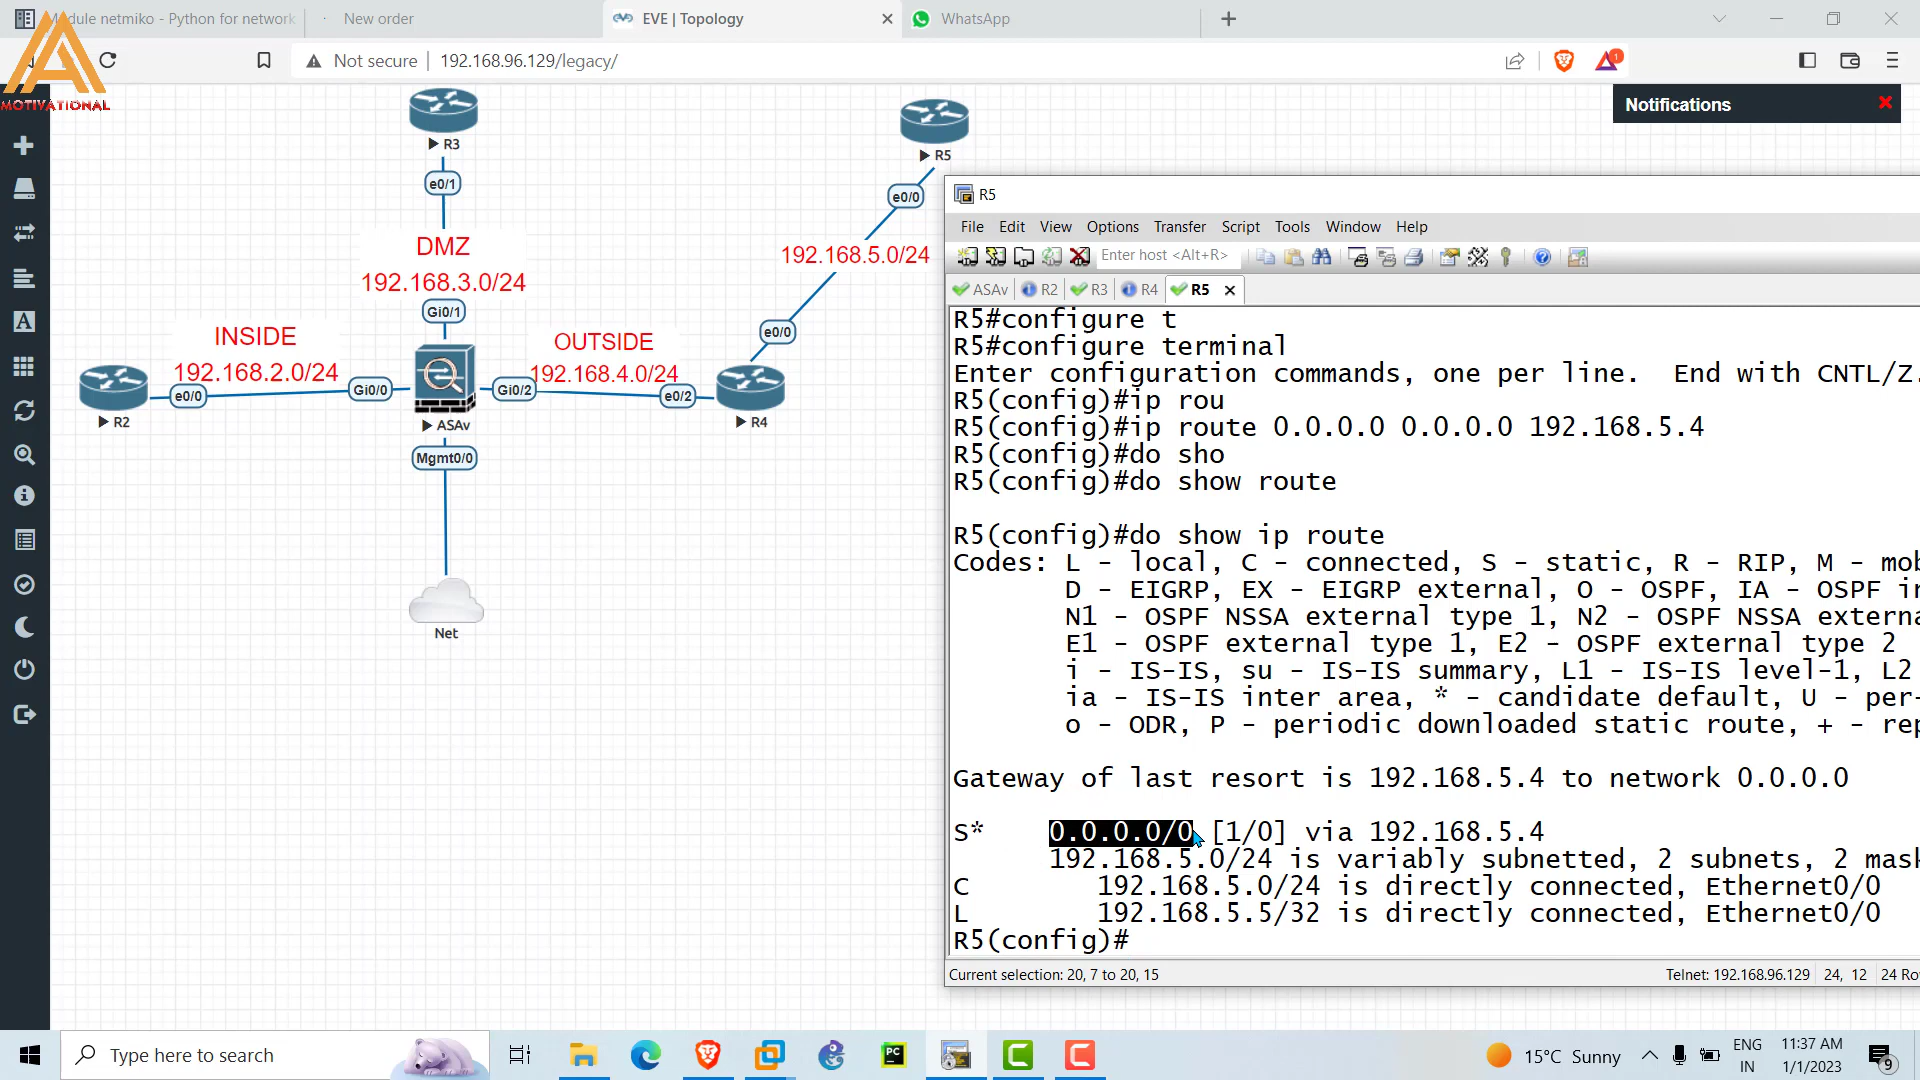 Module netmiko - Python for network
New order
EVE | Topology
WhatsApp
Not secure
192.168.96.129/legacy/
1
MOTIVATIONAL
Notifications
R3
e0/1
DMZ
192.168.3.0/24
Gi0/1
R5
e0/0
192.168.5.0/24
e0/0
INSIDE
192.168.2.0/24
OUTSIDE
192.168.4.0/24
R2
e0/0
Gi0/0
ASAv
Gi0/2
e0/2
R4
Mgmt0/0
Net
R5
File Edit View Options Transfer Script Tools Window Help
Enter host <Alt+R>
ASAv R2 R3 R4 R5
R5#configure t
R5#configure terminal
Enter configuration commands, one per line.  End with CNTL/Z.
R5(config)#ip rou
R5(config)#ip route 0.0.0.0 0.0.0.0 192.168.5.4
R5(config)#do sho
R5(config)#do show route
R5(config)#do show ip route
Codes: L - local, C - connected, S - static, R - RIP, M - mob
D - EIGRP, EX - EIGRP external, O - OSPF, IA - OSPF in
N1 - OSPF NSSA external type 1, N2 - OSPF NSSA externa
E1 - OSPF external type 1, E2 - OSPF external type 2
i - IS-IS, su - IS-IS summary, L1 - IS-IS level-1, L2
ia - IS-IS inter area, * - candidate default, U - per-
o - ODR, P - periodic downloaded static route, + - rep
Gateway of last resort is 192.168.5.4 to network 0.0.0.0
S* 0.0.0.0/0 [1/0] via 192.168.5.4
192.168.5.0/24 is variably subnetted, 2 subnets, 2 mask
C 192.168.5.0/24 is directly connected, Ethernet0/0
L 192.168.5.5/32 is directly connected, Ethernet0/0
R5(config)#
Current selection: 20, 7 to 20, 15
Telnet: 192.168.96.129 24, 12 24 Ro
Type here to search
PC
15°C Sunny
ENG
IN
11:37 AM
1/1/2023
9